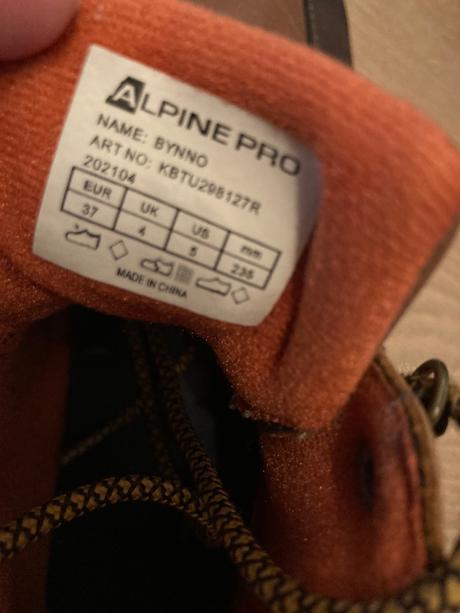 ALPINE PRO
NAME: BYNNO
ART NO: KBTU298127R
202104
EUR UK US mm
37 4 5 235
MADE IN CHINA